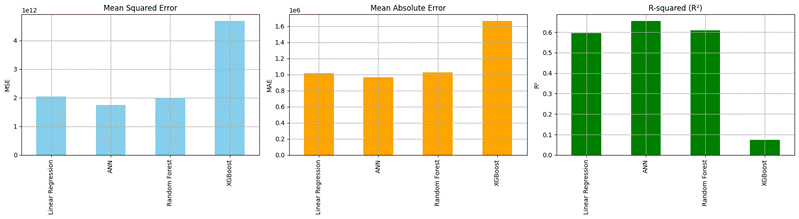 Mean Squared Error
1e12
MSE
4
3
2
1
0
Linear Regression
ANN
Random Forest
XGBoost
Mean Absolute Error
1e6
MAE
1.6
1.4
1.2
1.0
0.8
0.6
0.4
0.2
0.0
Linear Regression
ANN
Random Forest
XGBoost
R-squared (R²)
R²
0.6
0.5
0.4
0.3
0.2
0.1
0.0
Linear Regression
ANN
Random Forest
XGBoost